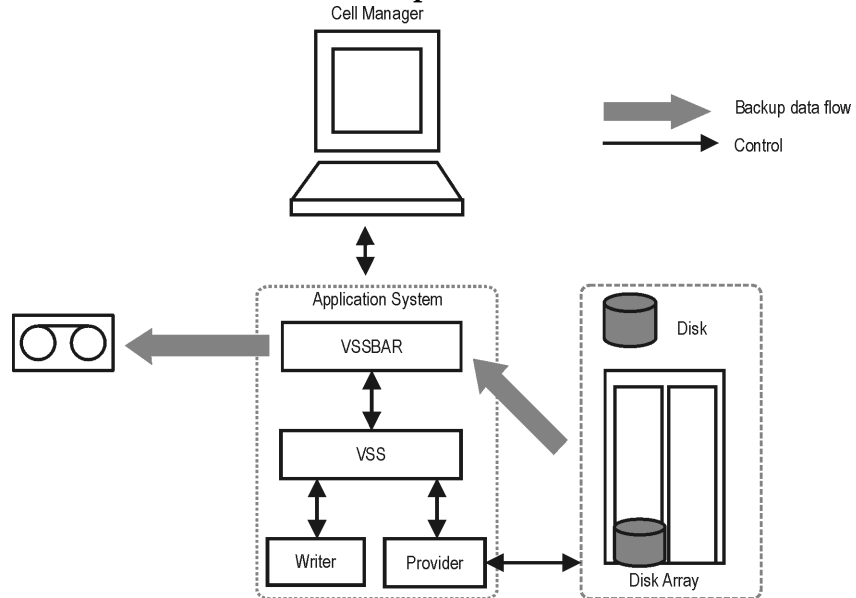 Cell Manager
Backup data flow
Control
Application System
VSSBAR
Disk
VSS
Writer
Provider
Disk Array